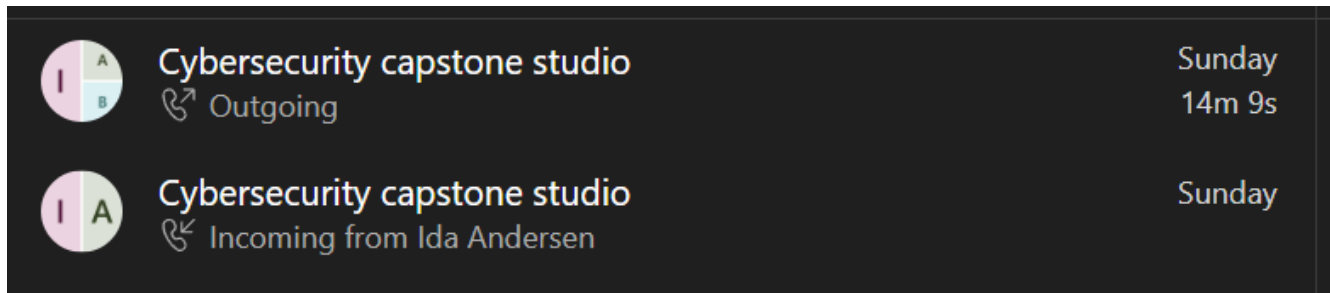 I A B
Cybersecurity capstone studio
Outgoing
Sunday
14m 9s
I A
Cybersecurity capstone studio
Incoming from Ida Andersen
Sunday